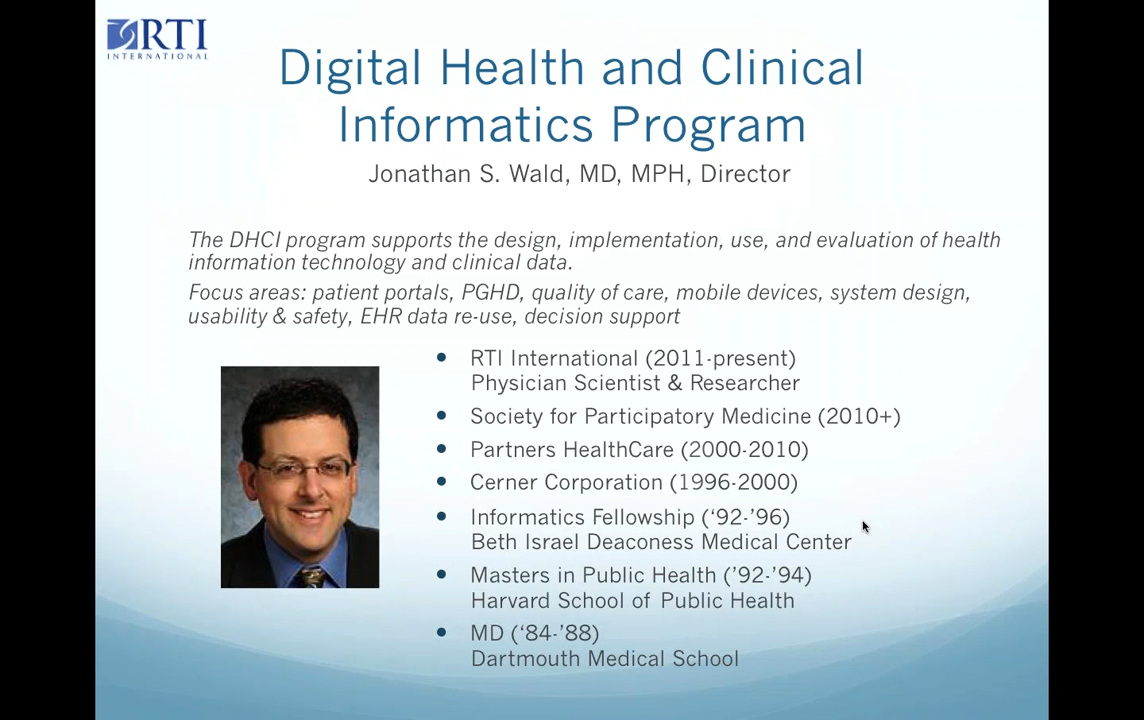 RTI
INTERNATIONAL
Digital Health and Clinical
Informatics Program
Jonathan S. Wald, MD, MPH, Director
The DHCI program supports the design, implementation, use, and evaluation of health
information technology and clinical data.
Focus areas: patient portals, PGHD, quality of care, mobile devices, system design,
usability & safety, EHR data re-use, decision support
• RTI International (2011-present)
Physician Scientist & Researcher
• Society for Participatory Medicine (2010+)
• Partners HealthCare (2000-2010)
• Cerner Corporation (1996-2000)
• Informatics Fellowship (‘92-’96)
Beth Israel Deaconess Medical Center
• Masters in Public Health (’92-’94)
Harvard School of Public Health
• MD (‘84-’88)
Dartmouth Medical School